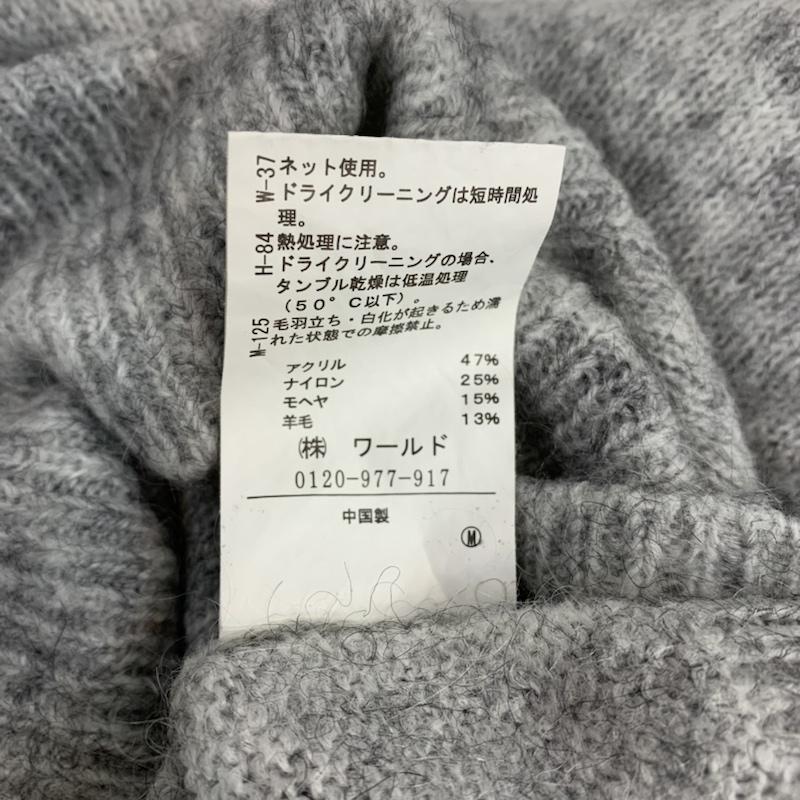 W-37 ネット使用。
ドライクリーニングは短時間処
理。
H-84 熱処理に注意。
ドライクリーニングの場合、
タンブル乾燥は低温処理
(50°C以下)。
M-125 毛羽立ち・白化が起きるため濡
れた状態での摩擦禁止。
アクリル 47%
ナイロン 25%
モヘヤ 15%
羊毛 13%
㈱ ワールド
0120-977-917
中国製
Ⓜ